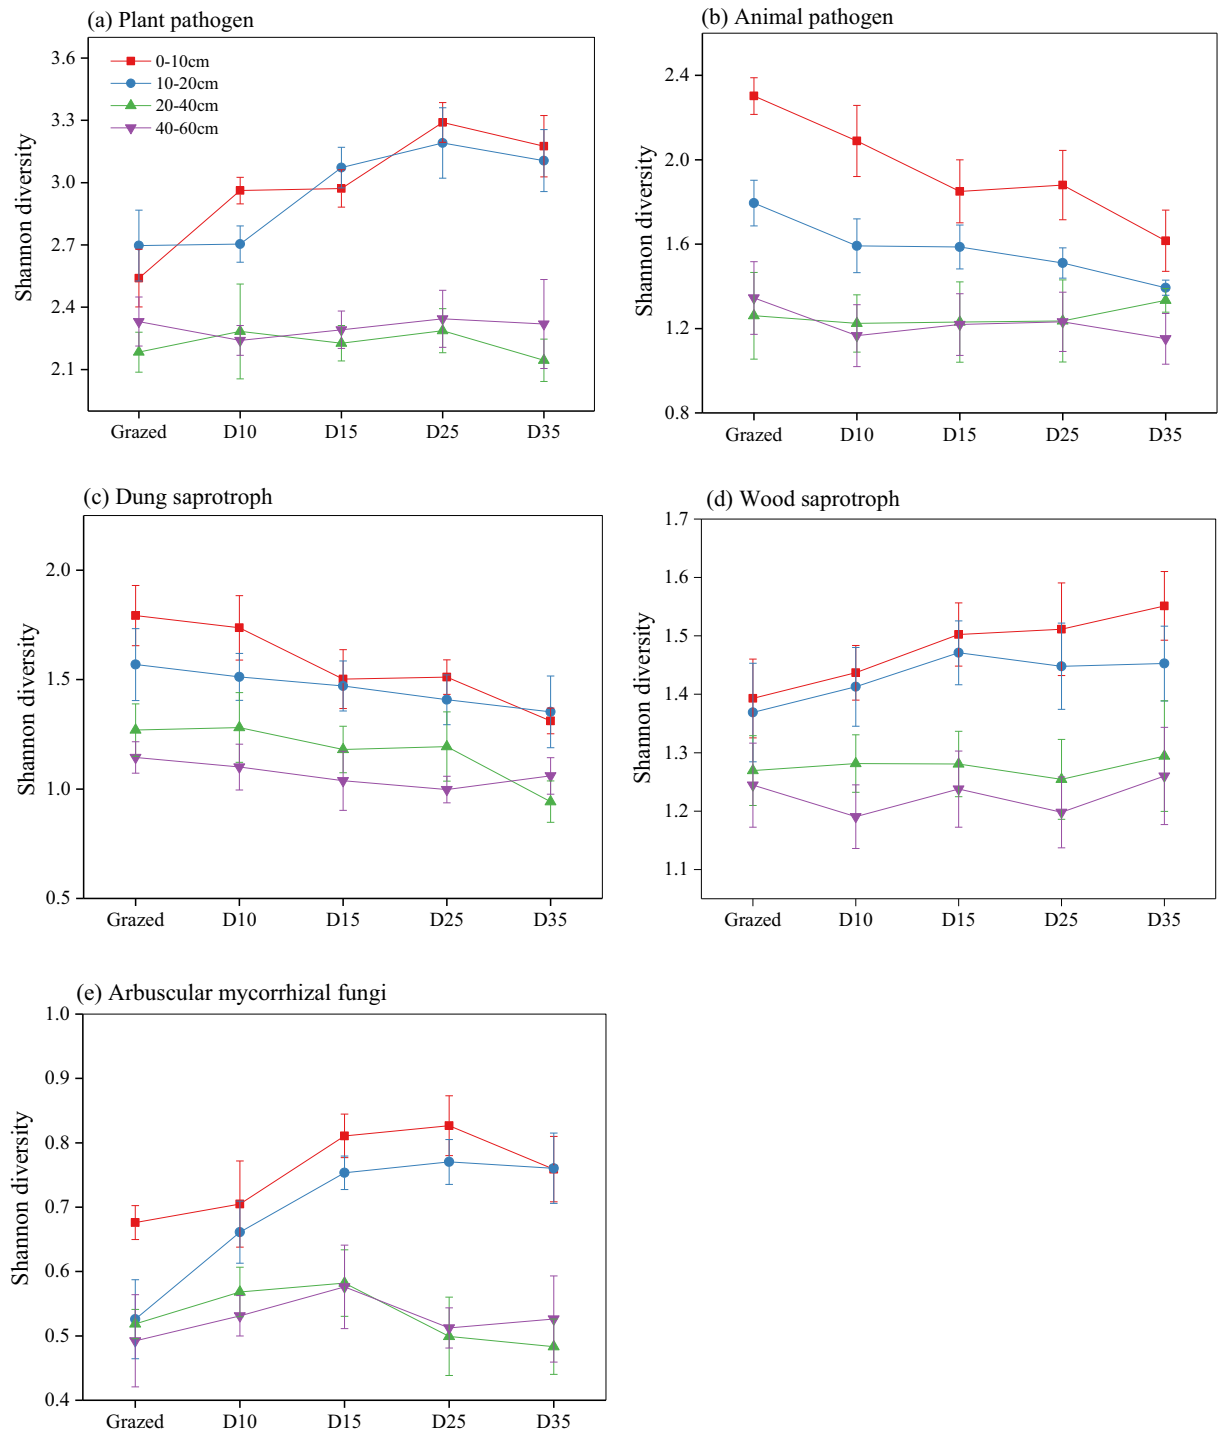 (a) Plant pathogen
Shannon diversity
3.6
3.3
3.0
2.7
2.4
2.1
0-10cm
10-20cm
20-40cm
40-60cm
Grazed D10 D15 D25 D35
(b) Animal pathogen
Shannon diversity
2.4
2.0
1.6
1.2
0.8
Grazed D10 D15 D25 D35
(c) Dung saprotroph
Shannon diversity
2.0
1.5
1.0
0.5
Grazed D10 D15 D25 D35
(d) Wood saprotroph
Shannon diversity
1.7
1.6
1.5
1.4
1.3
1.2
1.1
Grazed D10 D15 D25 D35
(e) Arbuscular mycorrhizal fungi
Shannon diversity
1.0
0.9
0.8
0.7
0.6
0.5
0.4
Grazed D10 D15 D25 D35